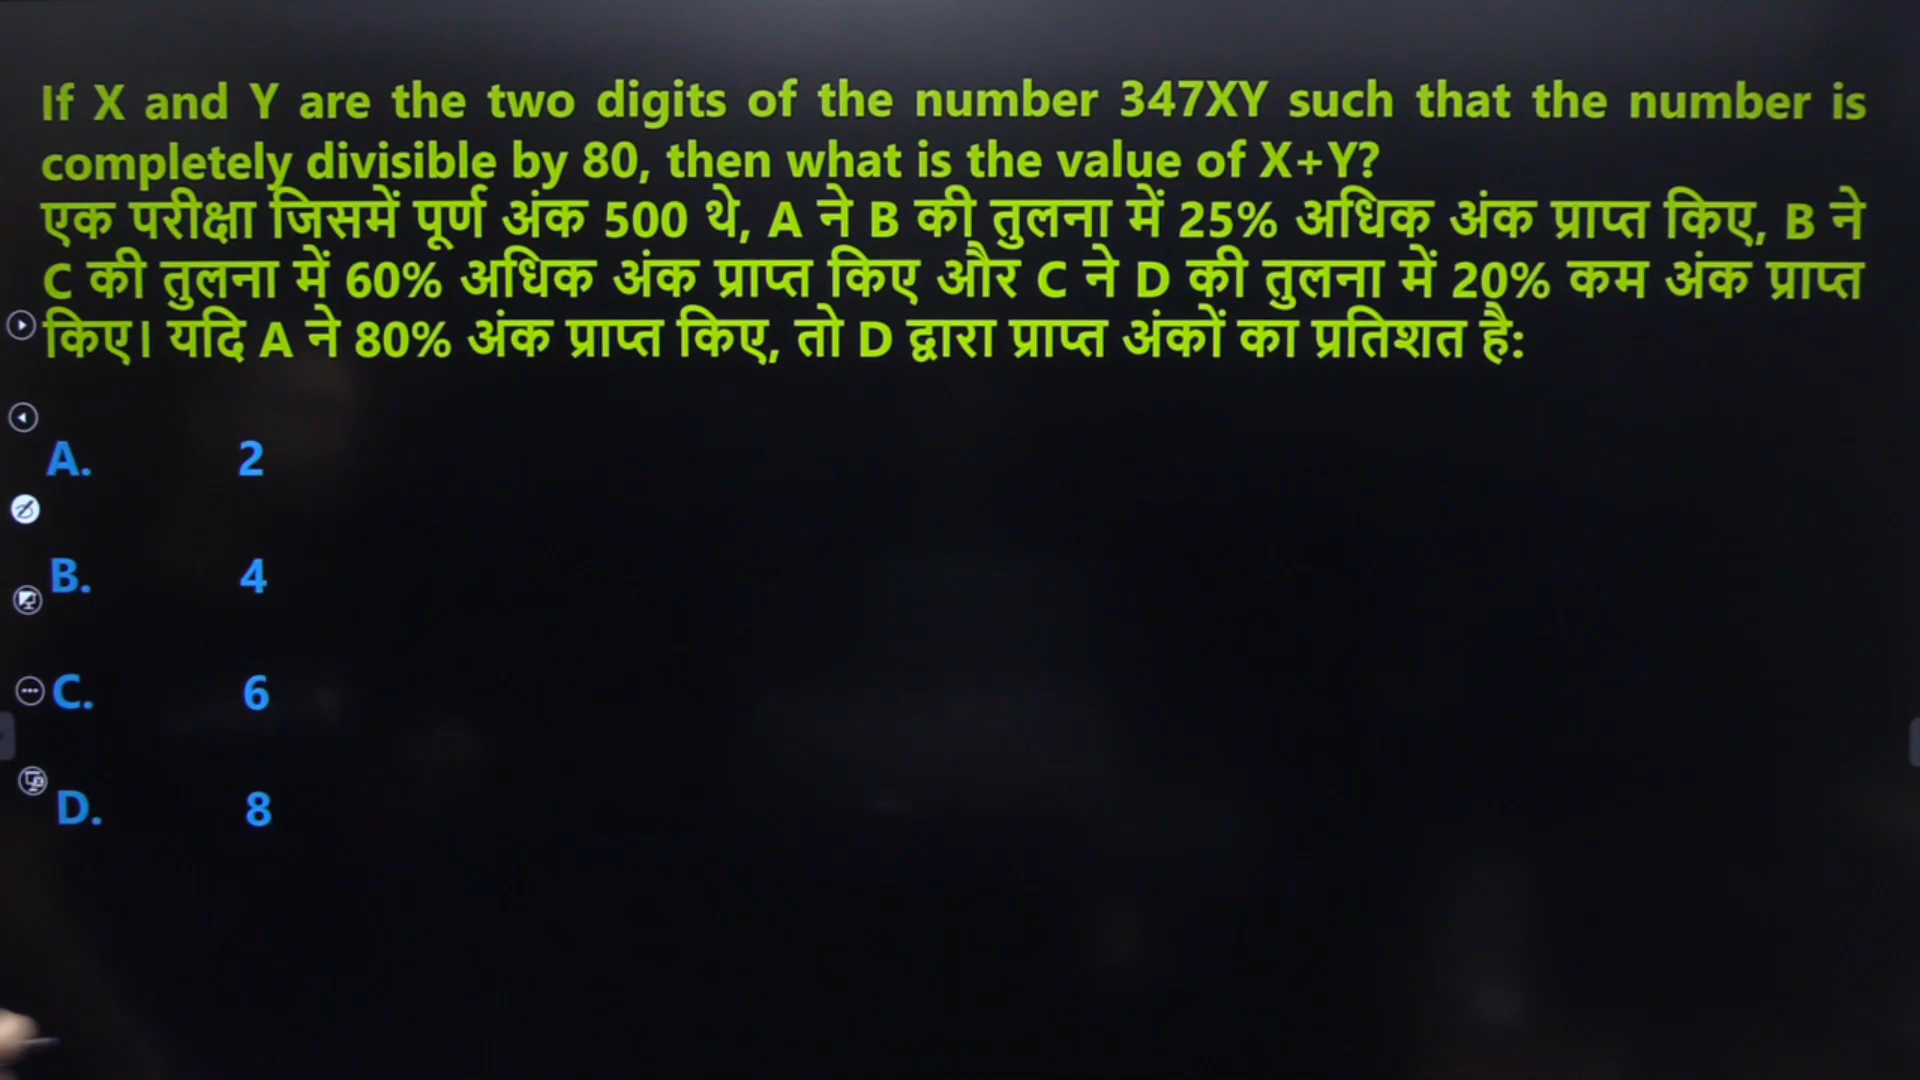 If X and Y are the two digits of the number 347XY such that the number is
completely divisible by 80, then what is the value of X+Y?
एक परीक्षा जिसमें पूर्ण अंक 500 थे, A ने B की तुलना में 25% अधिक अंक प्राप्त किए, B ने
C की तुलना में 60% अधिक अंक प्राप्त किए और C ने D की तुलना में 20% कम अंक प्राप्त
किए। यदि A ने 80% अंक प्राप्त किए, तो D द्वारा प्राप्त अंकों का प्रतिशत है:
A. 2
B. 4
C. 6
D. 8